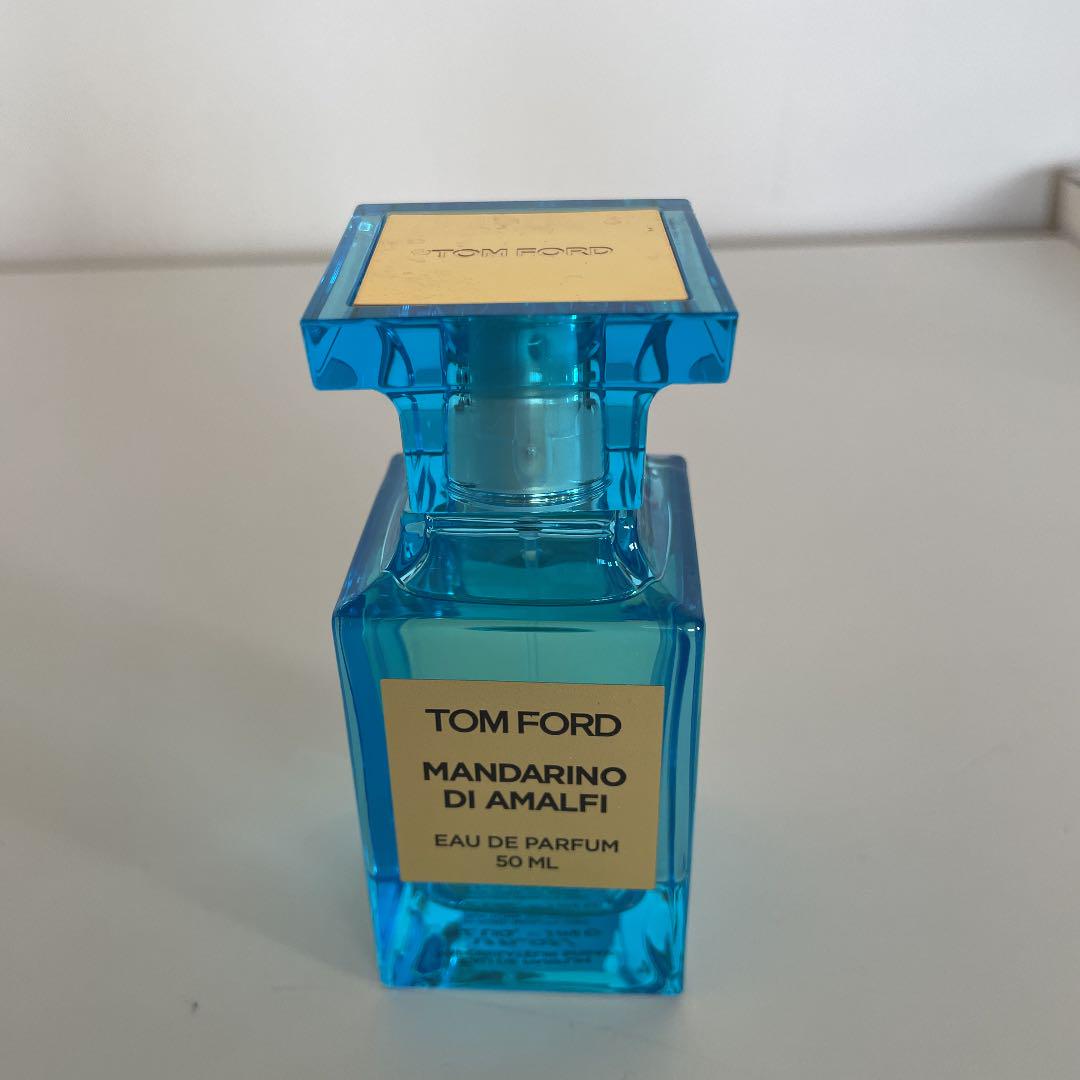 TOM FORD
TOM FORD
MANDARINO
DI AMALFI
EAU DE PARFUM
50 ML